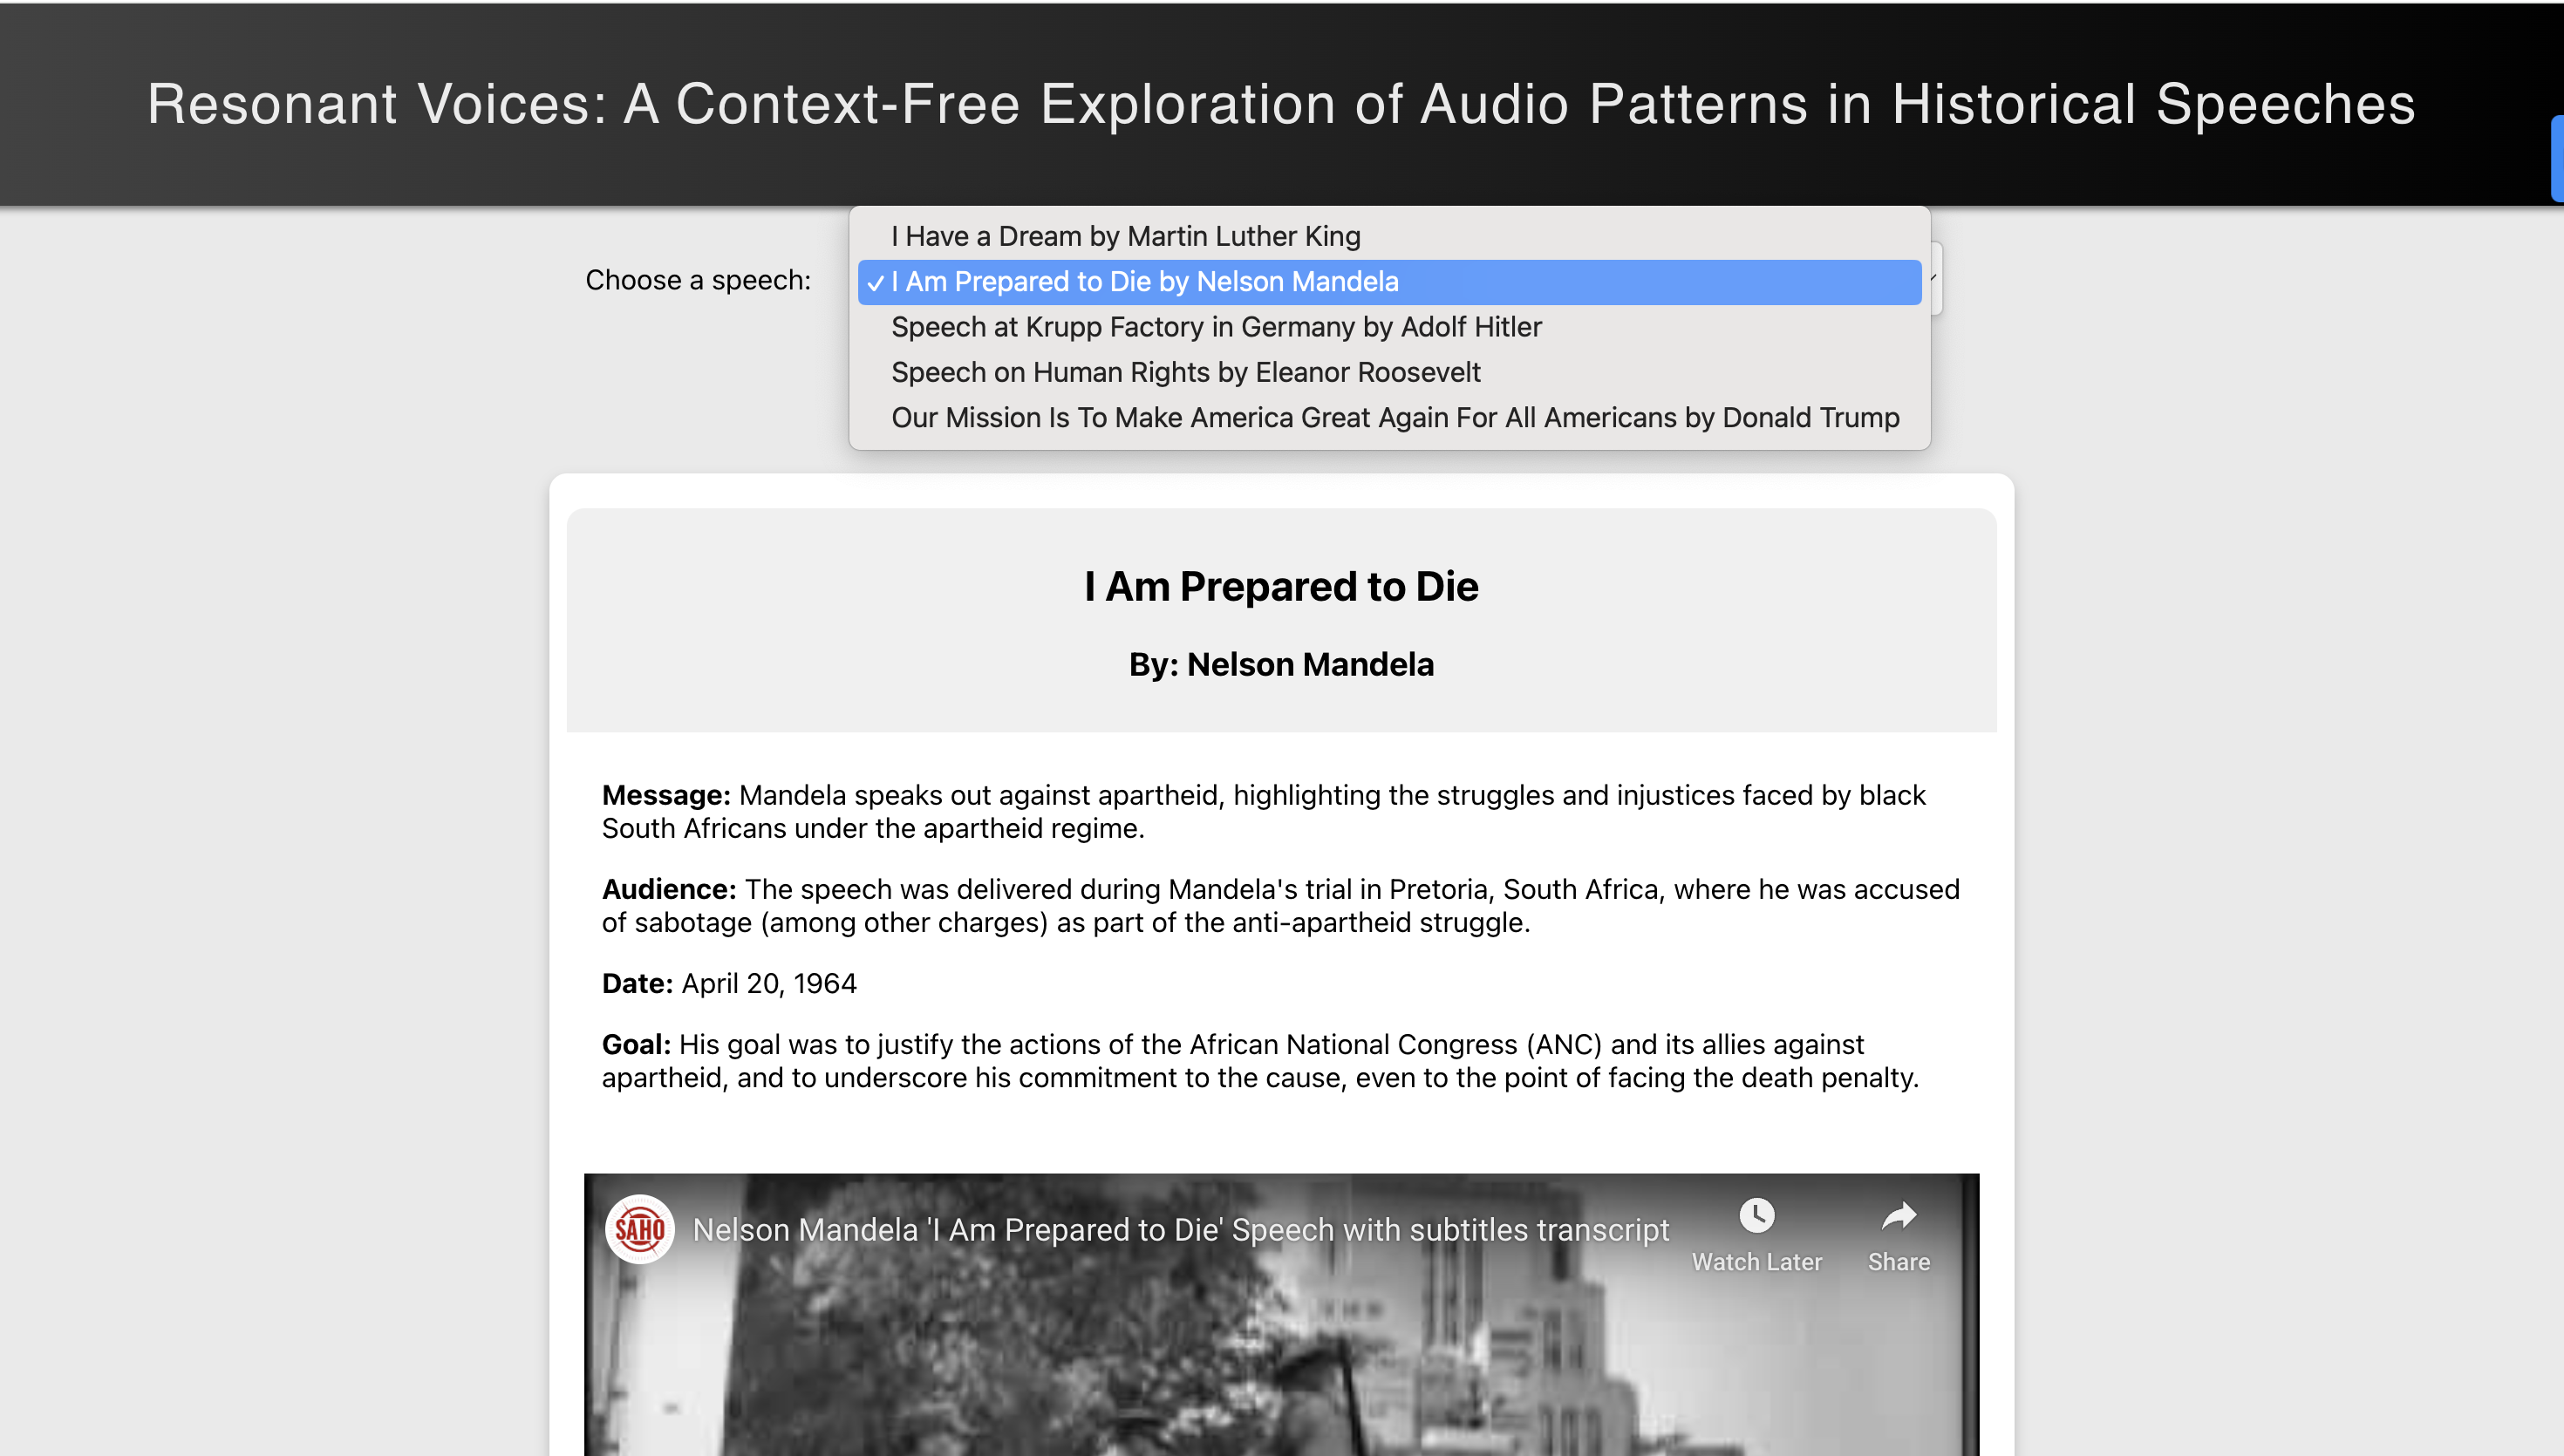 Resonant Voices: A Context-Free Exploration of Audio Patterns in Historical Speeches
Choose a speech:
I Have a Dream by Martin Luther King
✓ I Am Prepared to Die by Nelson Mandela
Speech at Krupp Factory in Germany by Adolf Hitler
Speech on Human Rights by Eleanor Roosevelt
Our Mission Is To Make America Great Again For All Americans by Donald Trump
I Am Prepared to Die
By: Nelson Mandela
Message: Mandela speaks out against apartheid, highlighting the struggles and injustices faced by black
South Africans under the apartheid regime.
Audience: The speech was delivered during Mandela's trial in Pretoria, South Africa, where he was accused
of sabotage (among other charges) as part of the anti-apartheid struggle.
Date: April 20, 1964
Goal: His goal was to justify the actions of the African National Congress (ANC) and its allies against
apartheid, and to underscore his commitment to the cause, even to the point of facing the death penalty.
SAHO
Nelson Mandela 'I Am Prepared to Die' Speech with subtitles transcript
Watch Later
Share